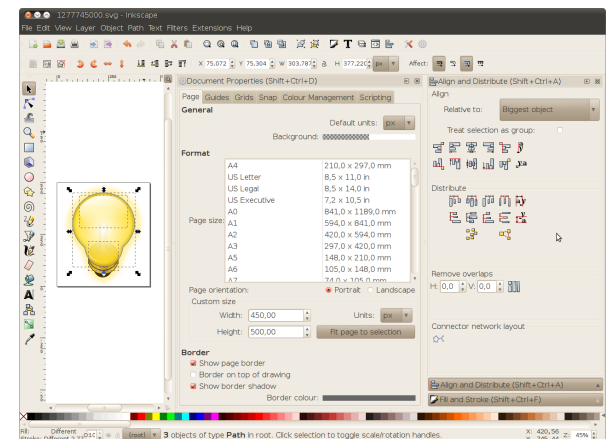 1277745000.svg - Inkscape
File Edit View Layer Object Path Text Filters Extensions Help
X 75,072 Y 75,304 W 303,787 H 377,220 px Affect:
Document Properties (Shift+Ctrl+D)
Page Guides Grids Snap Colour Management Scripting
General
Default units: px
Background:
Format
Page size:
A4 210,0 x 297,0 mm
US Letter 8,5 x 11,0 in
US Legal 8,5 x 14,0 in
US Executive 7,2 x 10,5 in
A0 841,0 x 1189,0 mm
A1 594,0 x 841,0 mm
A2 420,0 x 594,0 mm
A3 297,0 x 420,0 mm
A5 148,0 x 210,0 mm
A6 105,0 x 148,0 mm
A7 74,0 x 105,0 mm
Page orientation: Portrait Landscape
Custom size
Width: 450,00 Units: px
Height: 500,00 Fit page to selection
Border
Show page border
Border on top of drawing
Show border shadow
Border colour:
Align and Distribute (Shift+Ctrl+A)
Align
Relative to: Biggest object
Treat selection as group:
Distribute
Remove overlaps
H: 0,0 V: 0,0
Connector network layout
Align and Distribute (Shift+Ctrl+A)
Fill and Stroke (Shift+Ctrl+F)
Fill: Different
(root) 3 objects of type Path in root. Click selection to toggle scale/rotation handles.
X: 420,56
Z: 45%